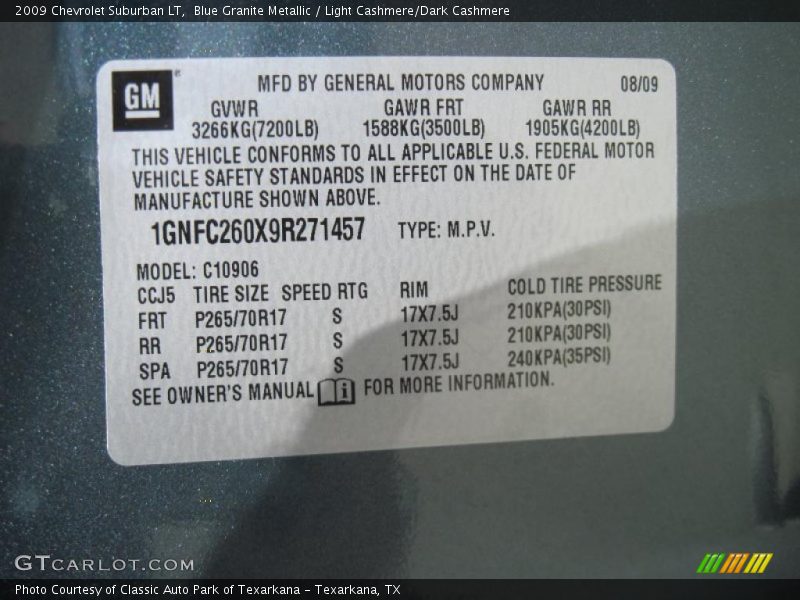 2009 Chevrolet Suburban LT, Blue Granite Metallic / Light Cashmere/Dark Cashmere
GM ®
MFD BY GENERAL MOTORS COMPANY 08/09
GVWR GAWR FRT GAWR RR
3266KG(7200LB) 1588KG(3500LB) 1905KG(4200LB)
THIS VEHICLE CONFORMS TO ALL APPLICABLE U.S. FEDERAL MOTOR
VEHICLE SAFETY STANDARDS IN EFFECT ON THE DATE OF
MANUFACTURE SHOWN ABOVE.
1GNFC260X9R271457 TYPE: M.P.V.
MODEL: C10906
CCJ5 TIRE SIZE SPEED RTG RIM COLD TIRE PRESSURE
FRT P265/70R17 S 17X7.5J 210KPA(30PSI)
RR P265/70R17 S 17X7.5J 210KPA(30PSI)
SPA P265/70R17 S 17X7.5J 240KPA(35PSI)
SEE OWNER'S MANUAL i FOR MORE INFORMATION.
GTCARLOT.COM
Photo Courtesy of Classic Auto Park of Texarkana - Texarkana, TX